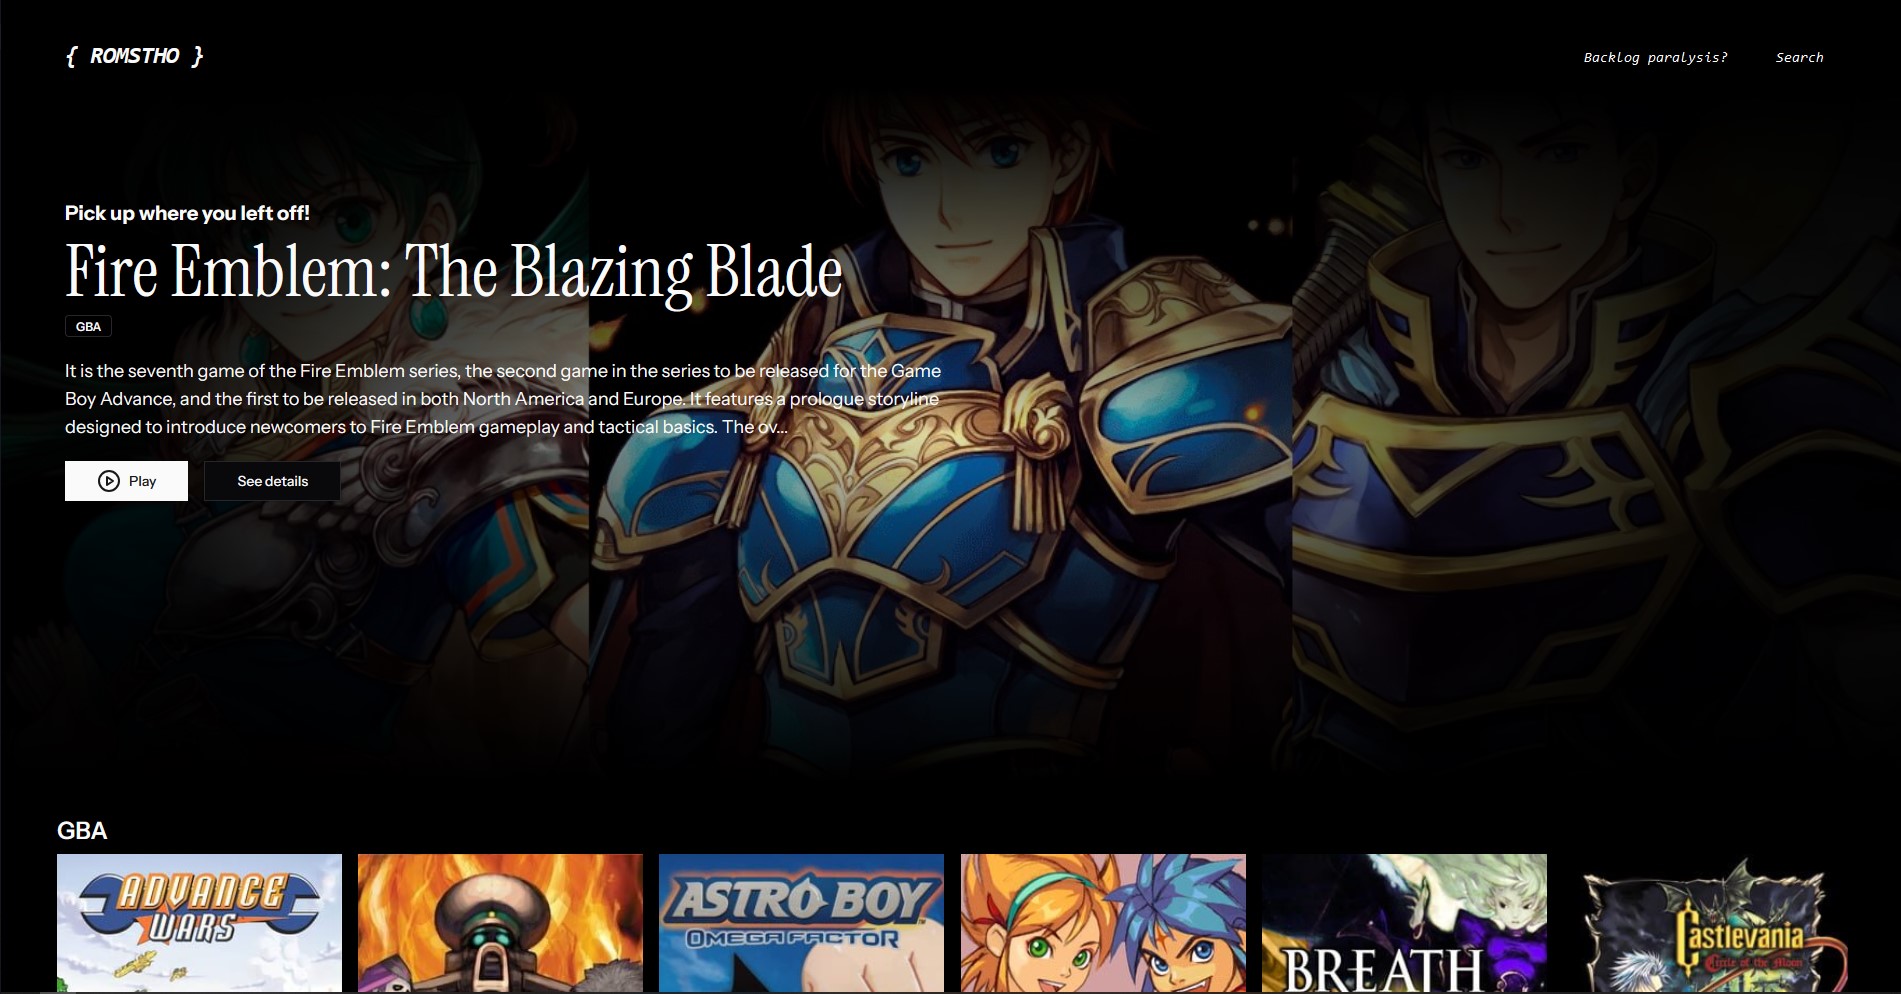 { ROMSTHO }
Backlog paralysis?
Search
Pick up where you left off!
Fire Emblem: The Blazing Blade
GBA
It is the seventh game of the Fire Emblem series, the second game in the series to be released for the Game
Boy Advance, and the first to be released in both North America and Europe. It features a prologue storyline
designed to introduce newcomers to Fire Emblem gameplay and tactical basics. The ov...
Play
See details
GBA
ADVANCE
WARS
ASTRO BOY
OMEGA FACTOR
BREATH
Castlevania
Circle of the Moon